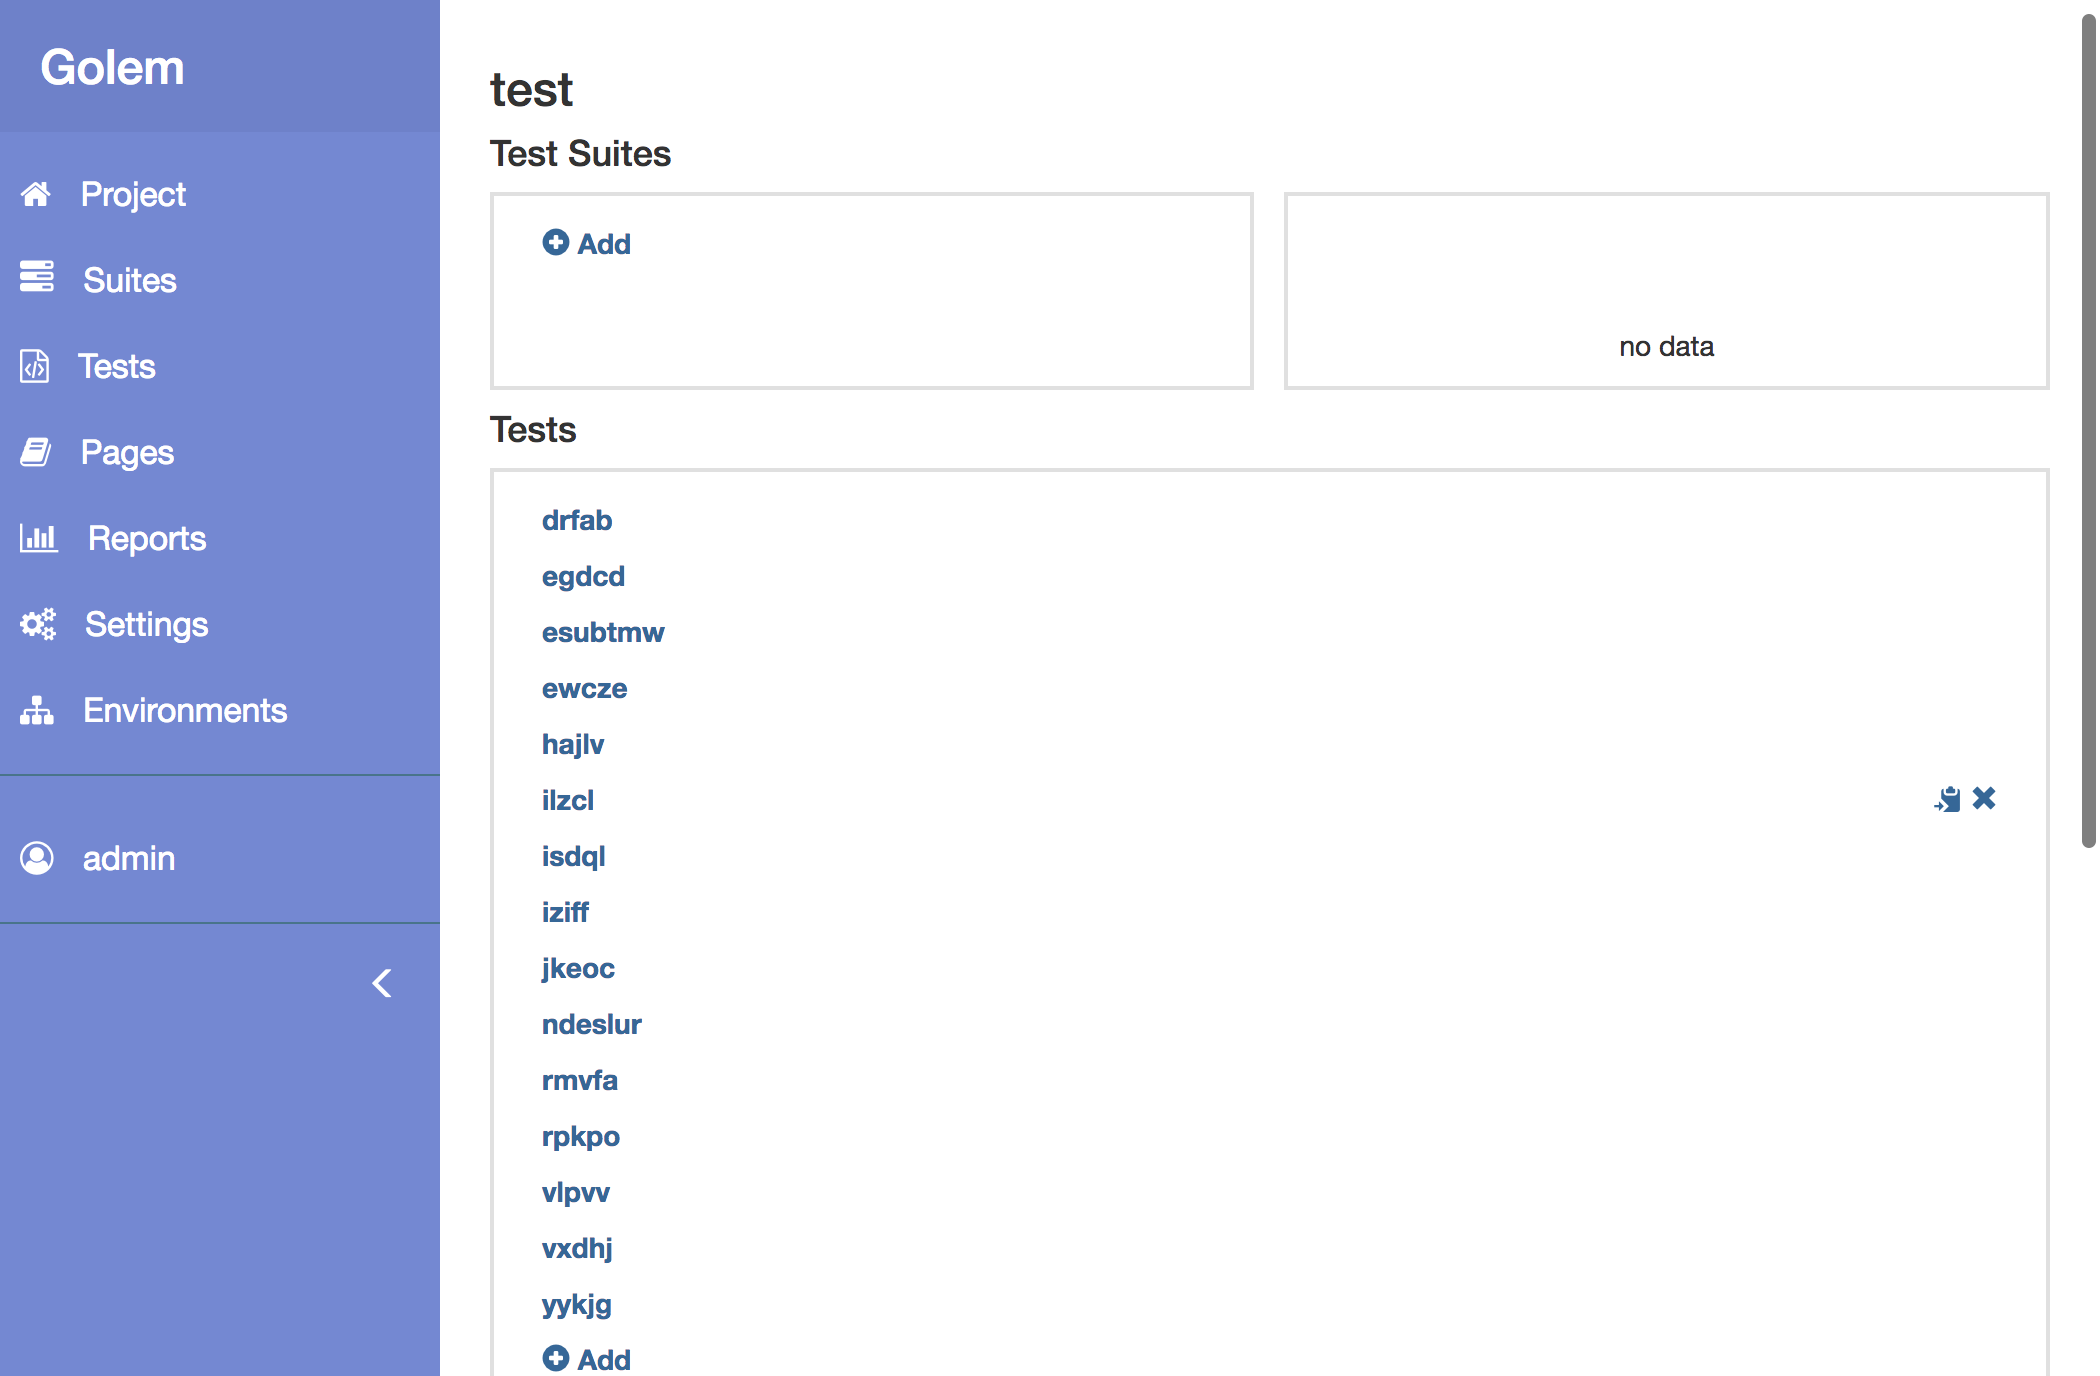 Golem
Project
Suites
Tests
Pages
Reports
Settings
Environments
admin
test
Test Suites
Add
no data
Tests
drfab
egdcd
esubtmw
ewcze
hajlv
ilzcl
isdql
iziff
jkeoc
ndeslur
rmvfa
rpkpo
vlpvv
vxdhj
yykjg
Add